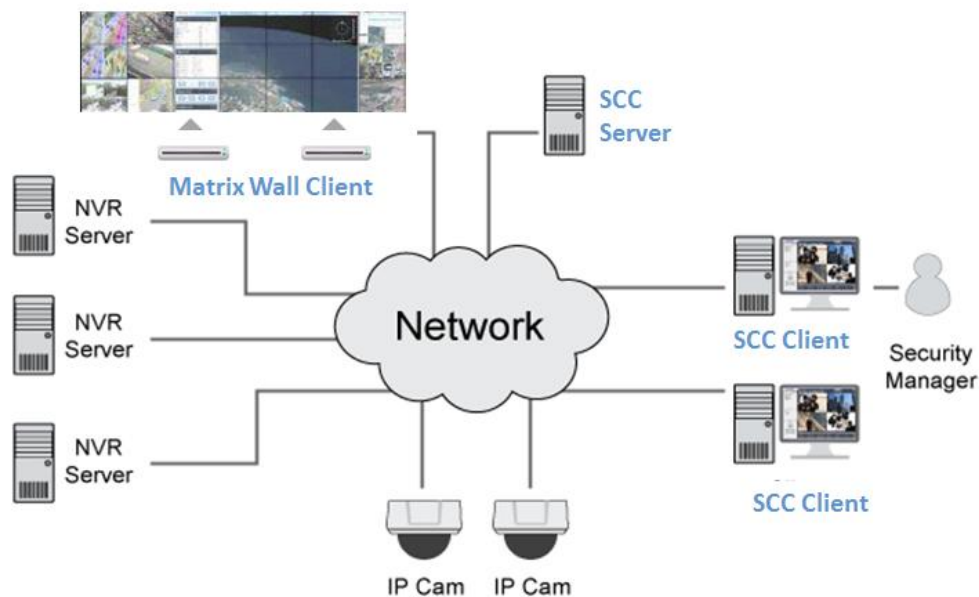 SCC
Server
Matrix Wall Client
NVR
Server
NVR
Server
NVR
Server
Network
SCC Client
Security
Manager
SCC Client
IP Cam
IP Cam